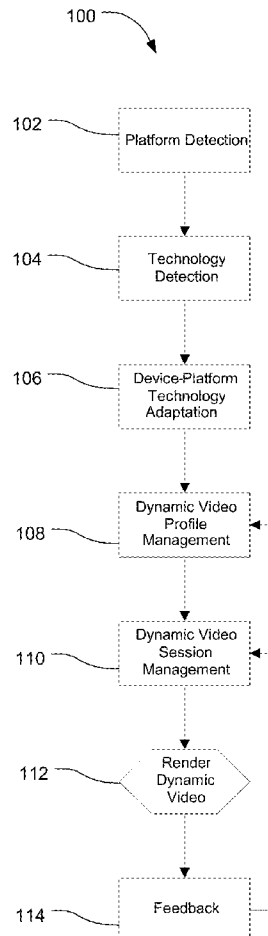 100
102
Platform Detection
104
Technology
Detection
106
Device-Platform
Technology
Adaptation
108
Dynamic Video
Profile
Management
110
Dynamic Video
Session
Management
112
Render
Dynamic
Video
114
Feedback